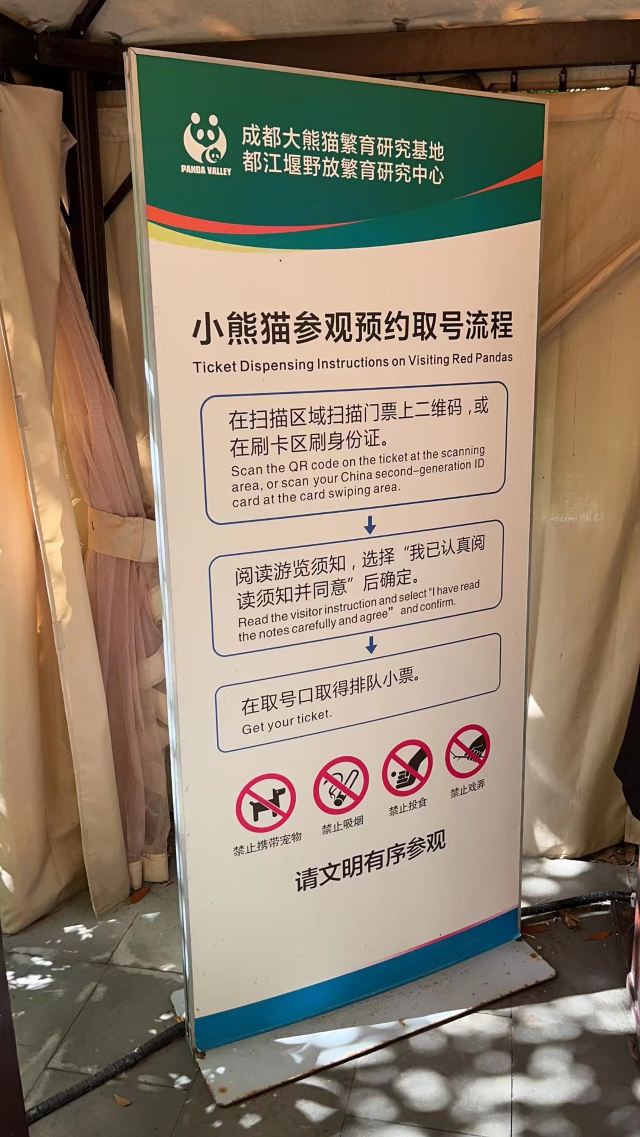 成都大熊猫繁育研究基地
都江堰野放繁育研究中心
PANDA VALLEY
小熊猫参观预约取号流程
Ticket Dispensing Instructions on Visiting Red Pandas
在扫描区域扫描门票上二维码,或
在刷卡区刷身份证。
Scan the QR code on the ticket at the scanning
area, or scan your China second-generation ID
card at the card swiping area.
阅读游览须知,选择“我已认真阅
读须知并同意”后确定。
Read the visitor instruction and select "I have read
the notes carefully and agree” and confirm.
在取号口取得排队小票。
Get your ticket.
禁止携带宠物
禁止吸烟
禁止投食
禁止戏弄
请文明有序参观